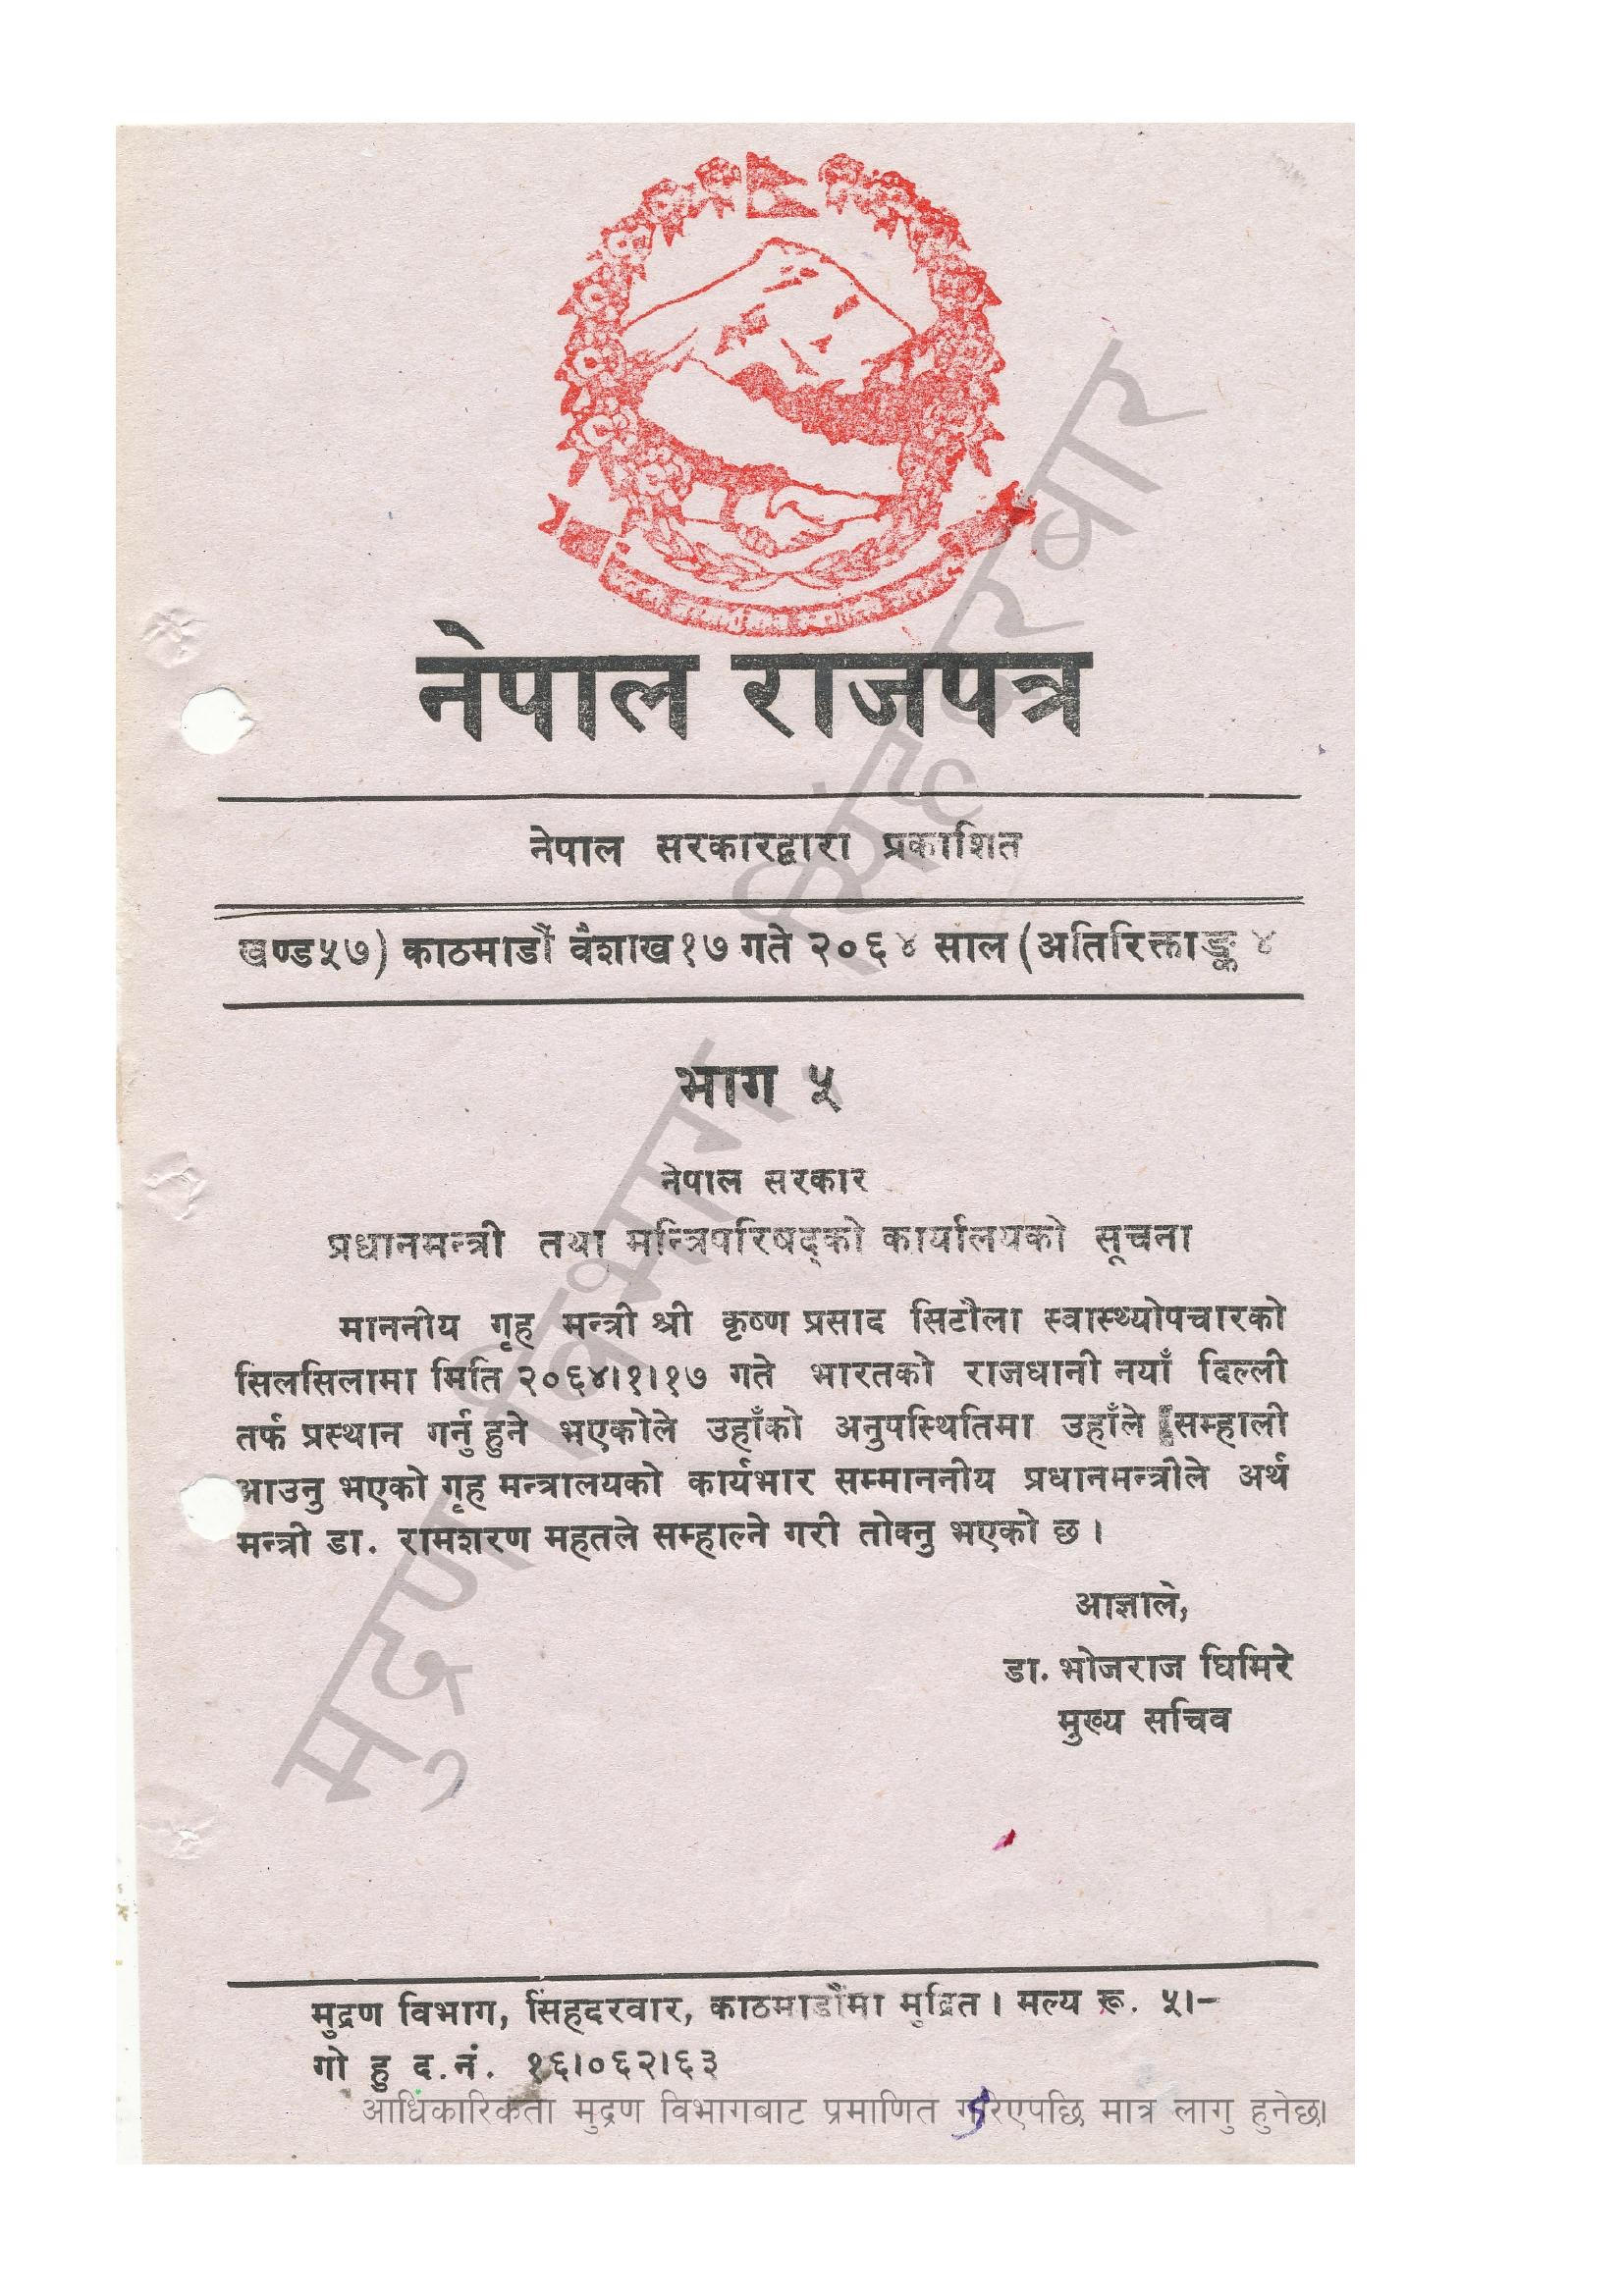 नेपाल राजपत्र
नेपाल सरकारद्वारा प्रकाशित
खण्ड ५७) काठमाडौं वैशाख १७ गते २०६४ साल (अतिरिक्ताङ्क ४
भाग ५
नेपाल सरकार
प्रधानमन्त्री तथा मन्त्रिपरिषद्को कार्यालयको सूचना
माननीय गृह मन्त्री श्री कृष्ण प्रसाद सिटौला स्वास्थ्योपचारको
सिलसिलामा मिति २०६४।१।१७ गते भारतको राजधानी नयाँ दिल्ली
तर्फ प्रस्थान गर्नु हुने भएकोले उहाँको अनुपस्थितिमा उहाँले सम्हाली
आउनु भएको गृह मन्त्रालयको कार्यभार सम्माननीय प्रधानमन्त्रीले अर्थ
मन्त्री डा. रामशरण महतले सम्हाल्ने गरी तोक्नु भएको छ।
आज्ञाले,
डा. भोजराज घिमिरे
मुख्य सचिव
मुद्रण विभाग, सिंहदरवार, काठमाडौंमा मुद्रित। मल्य रू. ५।–
गो हु द.नं. १६।०६२।६३
आधिकारिकता मुद्रण विभागबाट प्रमाणित गरिएपछि मात्र लागु हुनेछ।
मुद्रण विभाग, सिंहदरबार